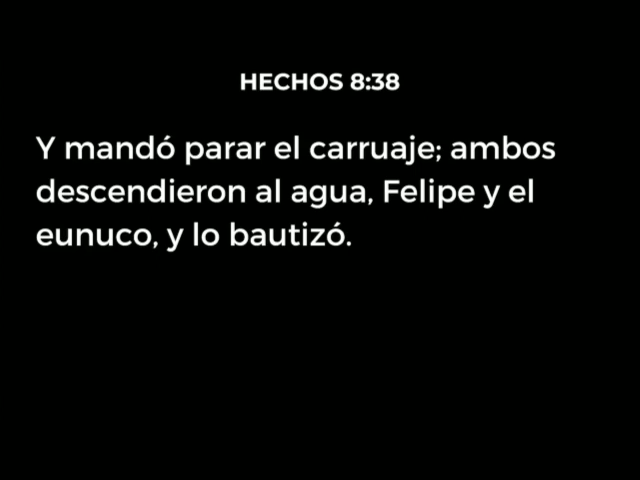 HECHOS 8:38
Y mandó parar el carruaje; ambos
descendieron al agua, Felipe y el
eunuco, y lo bautizó.